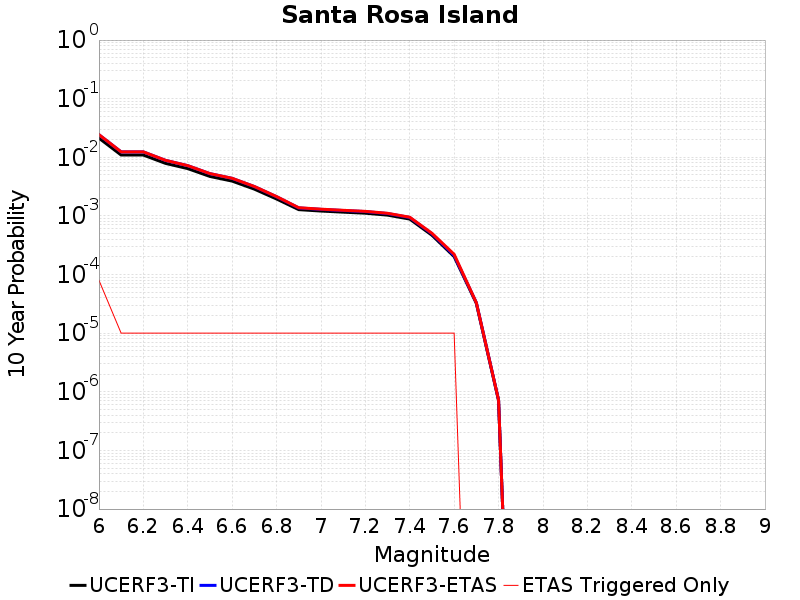 Santa Rosa Island
10 Year Probability
10^0
10^-1
10^-2
10^-3
10^-4
10^-5
10^-6
10^-7
10^-8
6 6.2 6.4 6.6 6.8 7 7.2 7.4 7.6 7.8 8 8.2 8.4 8.6 8.8 9
Magnitude
UCERF3-TI UCERF3-TD UCERF3-ETAS ETAS Triggered Only